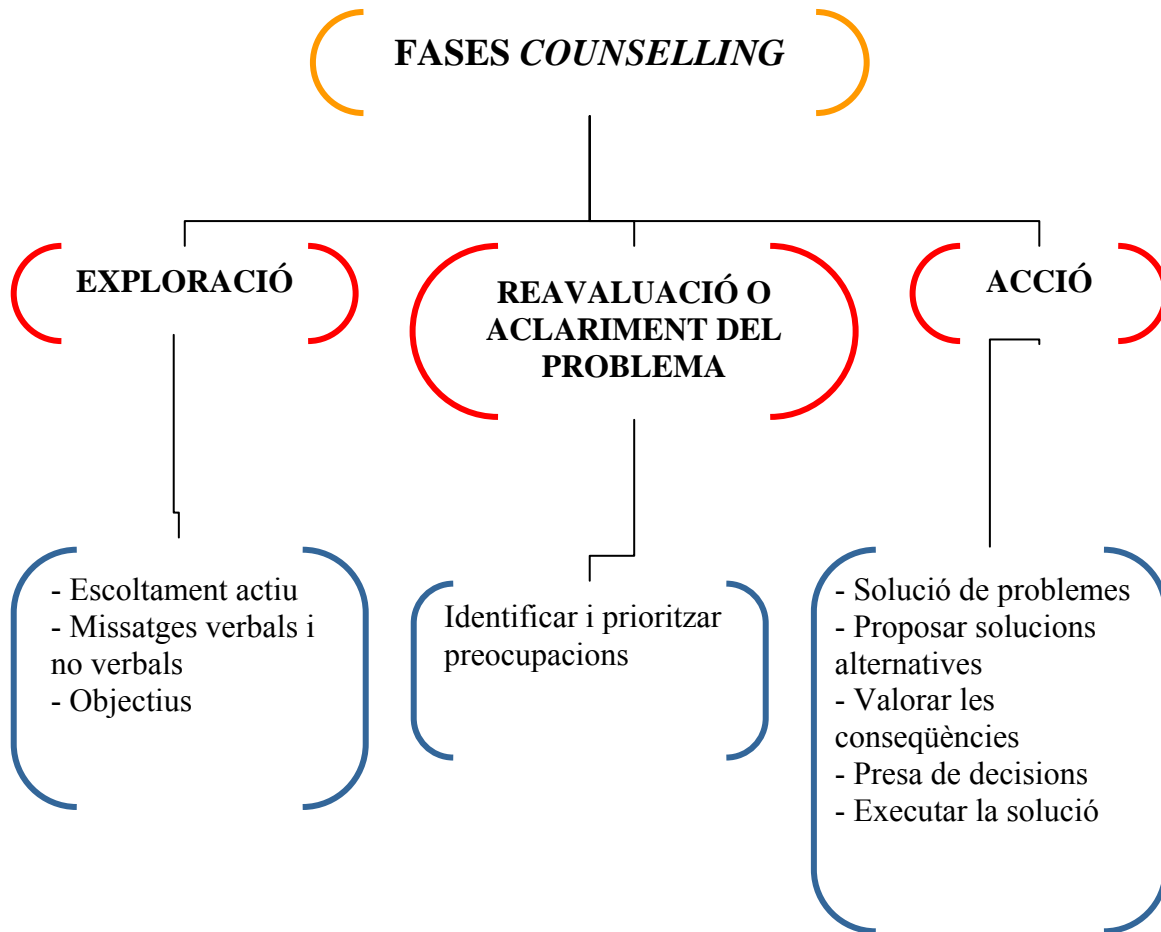 FASES COUNSELLING
EXPLORACIÓ
REAVALUACIÓ O
ACLARIMENT DEL
PROBLEMA
ACCIÓ
- Escoltament actiu
- Missatges verbals i
no verbals
- Objectius
Identificar i prioritzar
preocupacions
- Solució de problemes
- Proposar solucions
alternatives
- Valorar les
conseqüències
- Presa de decisions
- Executar la solució